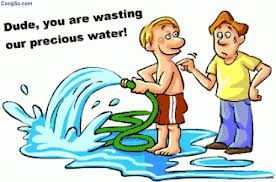 CongSo.com
Dude, you are wasting
our precious water!